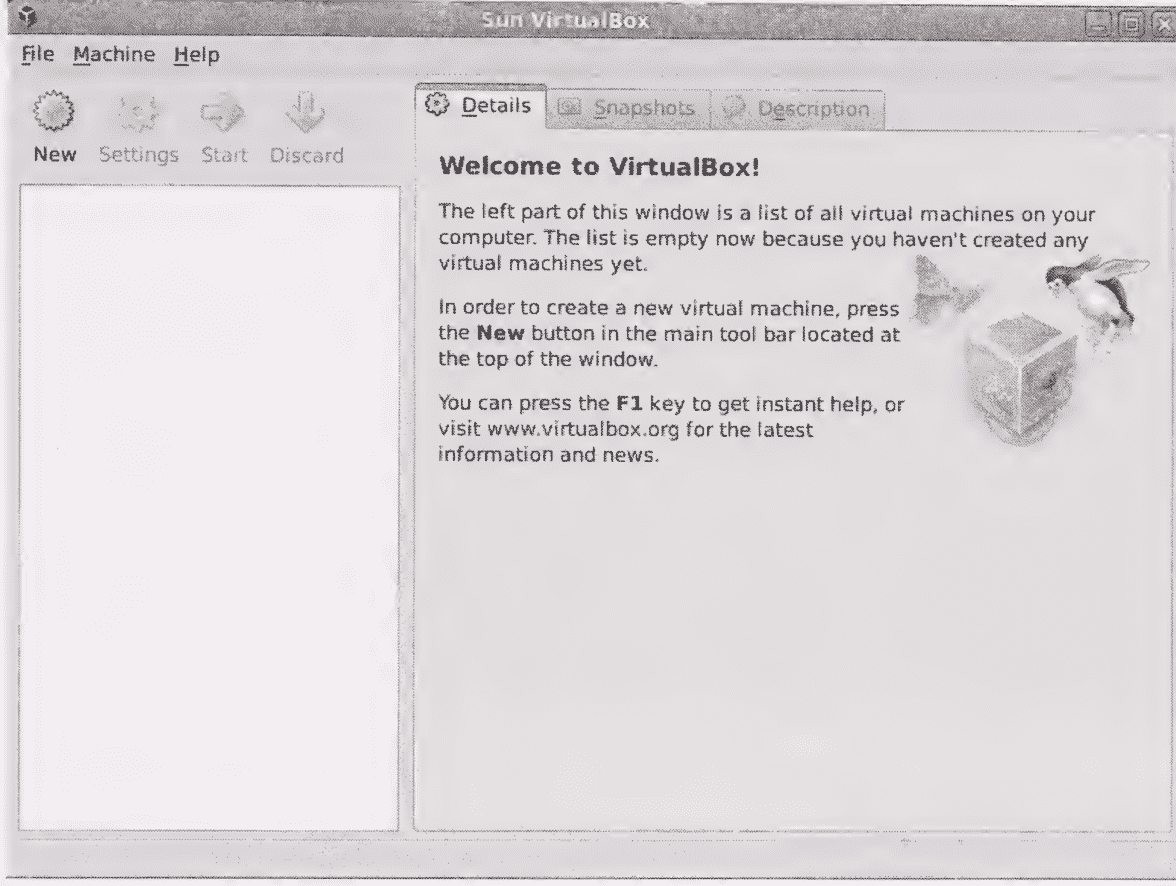 Sun VirtualBox
File Machine Help
New Settings Start Discard
Details Snapshots Description
Welcome to VirtualBox!
The left part of this window is a list of all virtual machines on your
computer. The list is empty now because you haven't created any
virtual machines yet.
In order to create a new virtual machine, press
the New button in the main tool bar located at
the top of the window.
You can press the F1 key to get instant help, or
visit www.virtualbox.org for the latest
information and news.